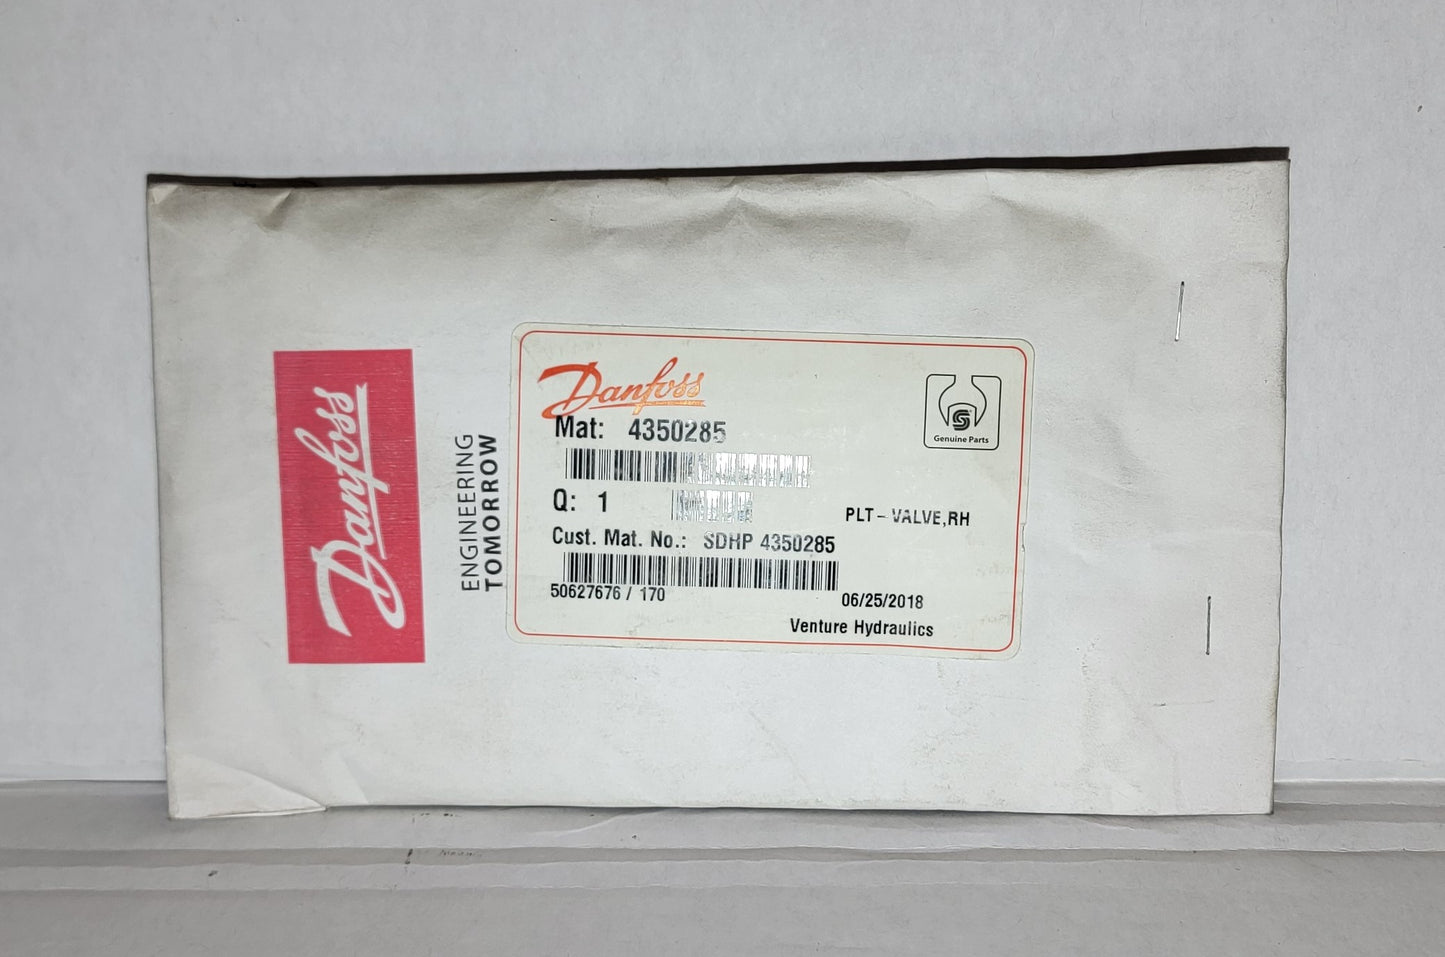 Danfoss
ENGINEERING
TOMORROW
Danfoss
Genuine Parts
Mat: 4350285
Q: 1
PLT-VALVE,RH
Cust. Mat. No.: SDHP 4350285
50627676 / 170
06/25/2018
Venture Hydraulics